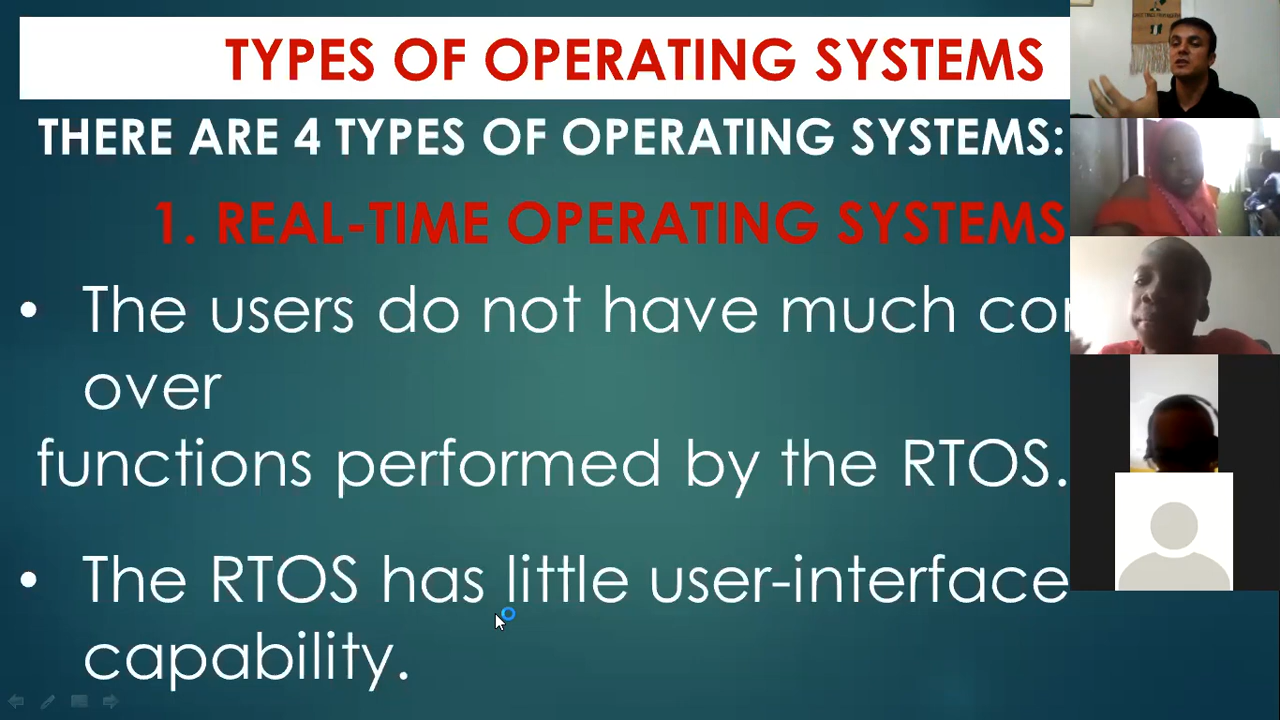 TYPES OF OPERATING SYSTEMS
THERE ARE 4 TYPES OF OPERATING SYSTEMS:
1. REAL-TIME OPERATING SYSTEMS
• The users do not have much
over
functions performed by the RTOS.
• The RTOS has little user-interface
capability.